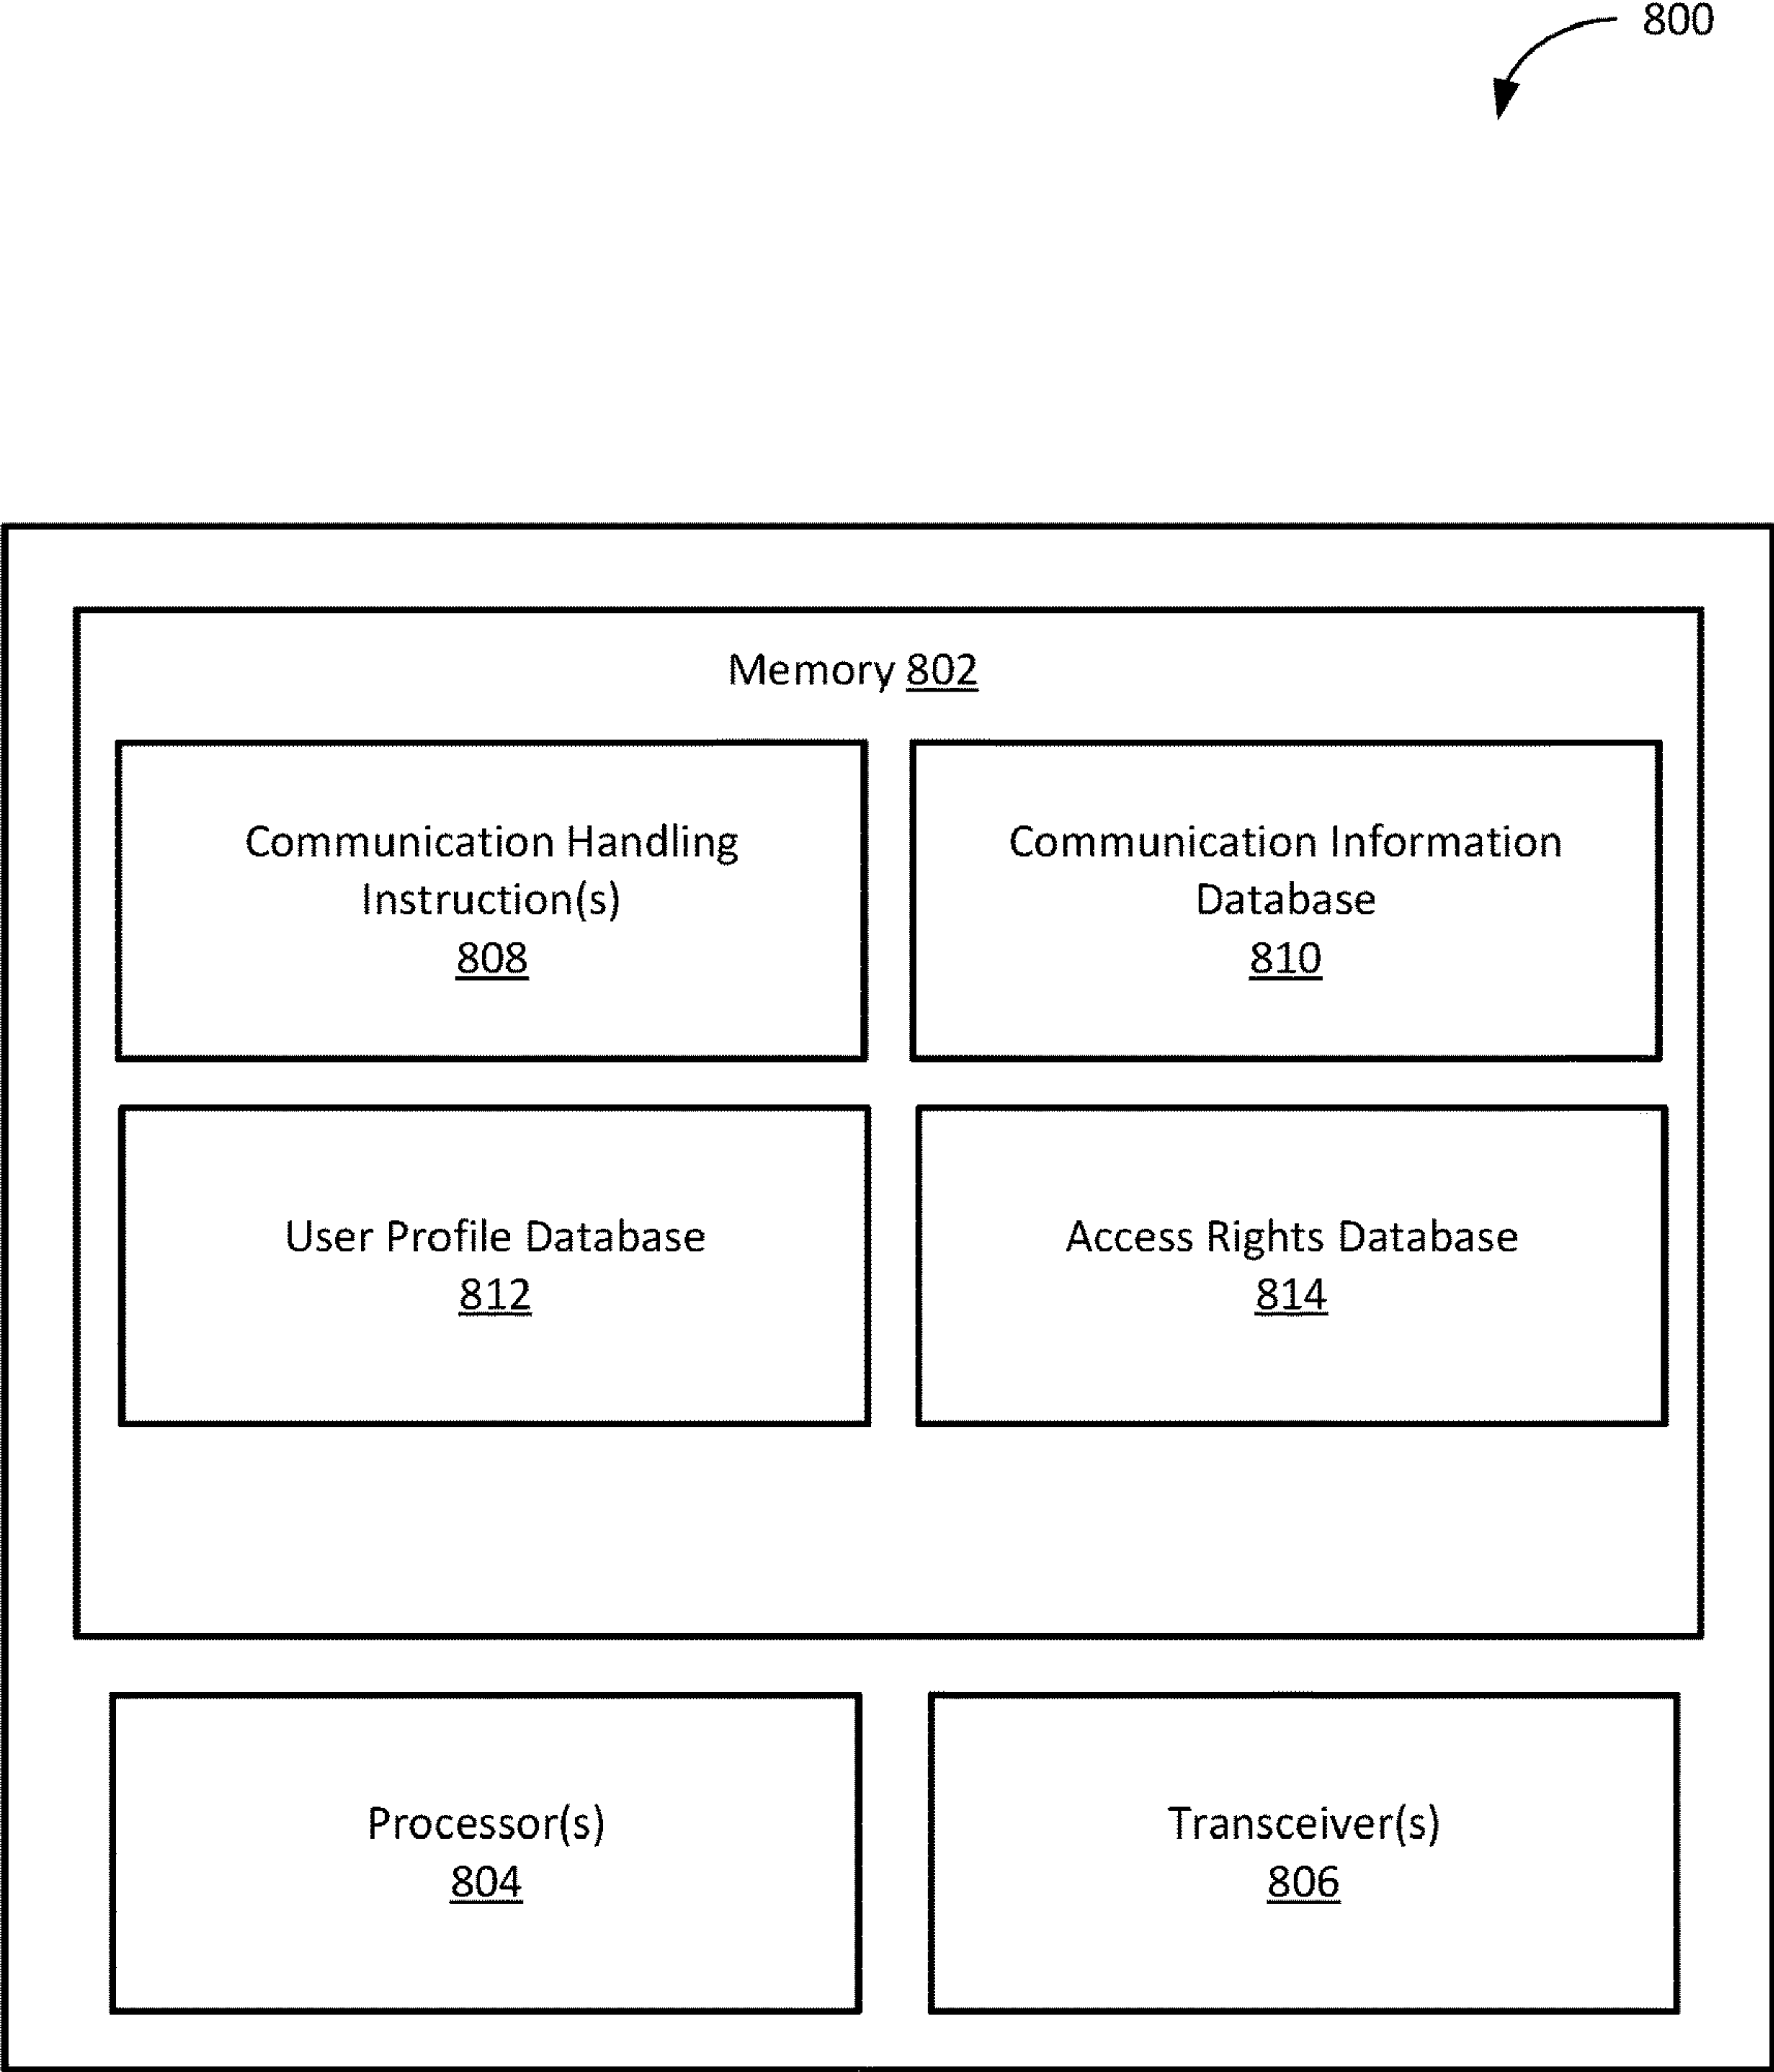 800
Memory 802
Communication Handling
Instruction(s)
808
Communication Information
Database
810
User Profile Database
812
Access Rights Database
814
Processor(s)
804
Transceiver(s)
806